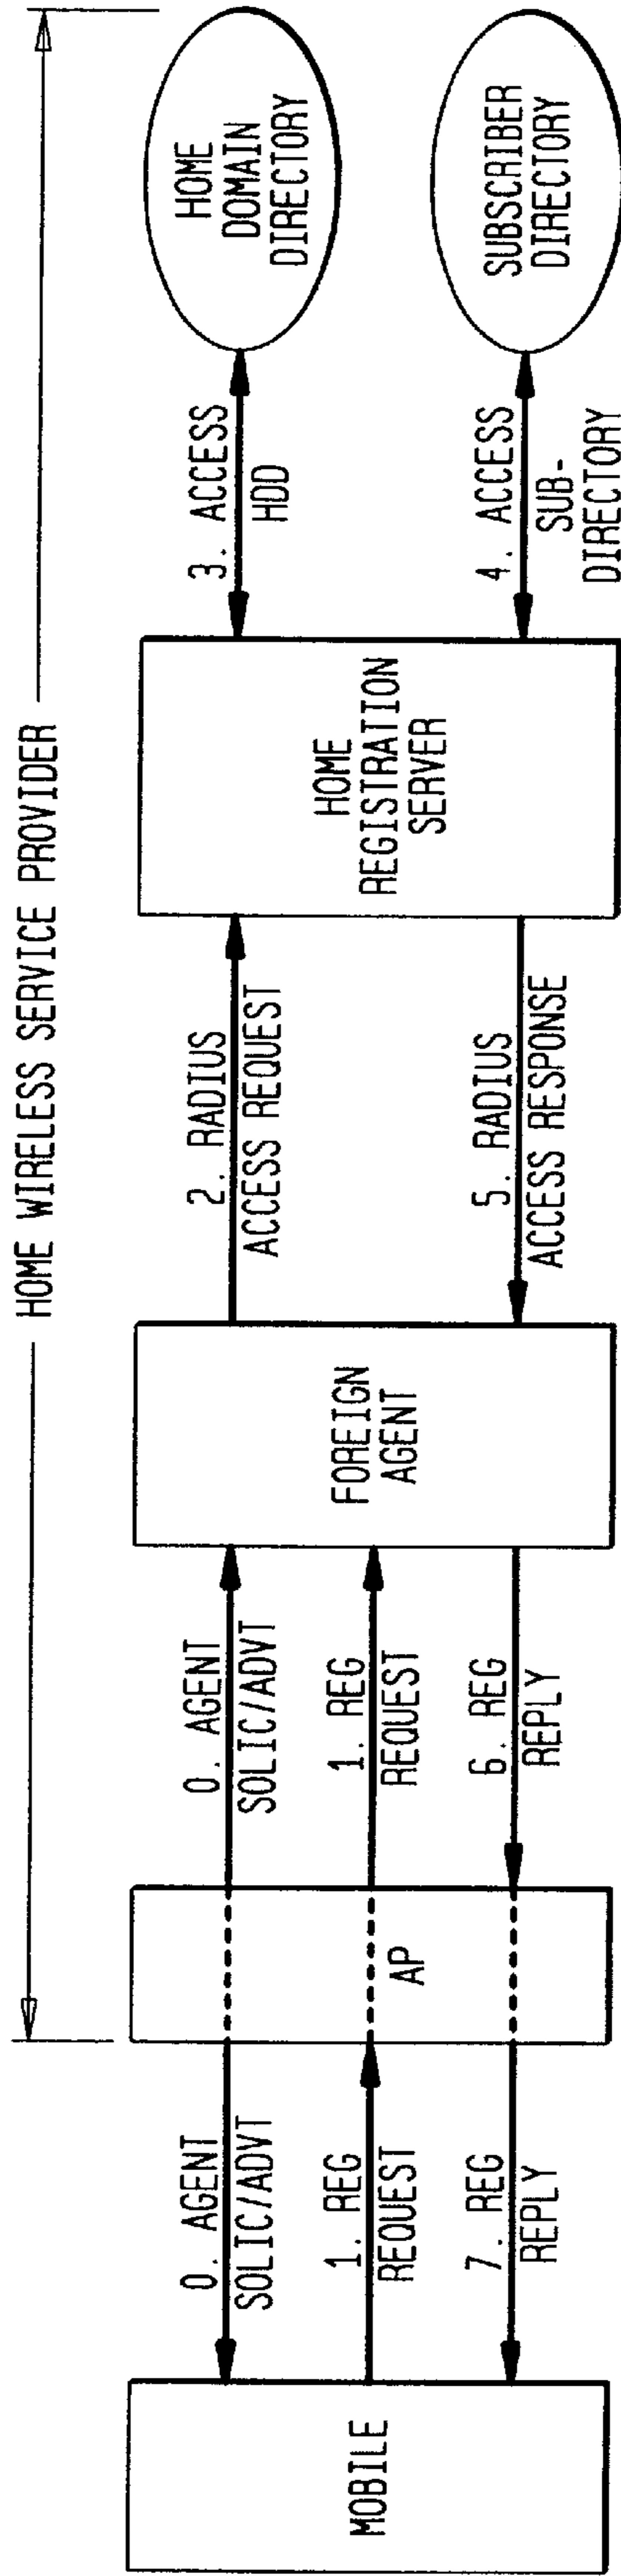 HOME WIRELESS SERVICE PROVIDER
MOBILE
0. AGENT
SOLIC/ADVT
1. REG
REQUEST
7. REG
REPLY
AP
0. AGENT
SOLIC/ADVT
1. REG
REQUEST
6. REG
REPLY
FOREIGN
AGENT
2. RADIUS
ACCESS REQUEST
5. RADIUS
ACCESS RESPONSE
HOME
REGISTRATION
SERVER
3. ACCESS
HDD
4. ACCESS
SUB-
DIRECTORY
HOME
DOMAIN
DIRECTORY
SUBSCRIBER
DIRECTORY